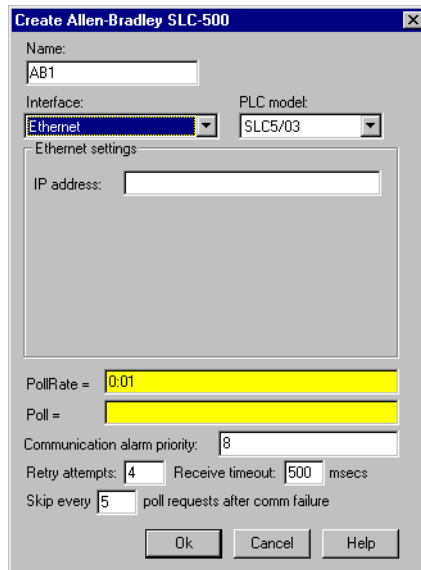 Create Allen-Bradley SLC-500
Name:
AB1
Interface: PLC model:
Ethernet SLC5/03
Ethernet settings
IP address:
PollRate = 0:01
Poll =
Communication alarm priority: 8
Retry attempts: 4 Receive timeout: 500 msecs
Skip every 5 poll requests after comm failure
Ok Cancel Help